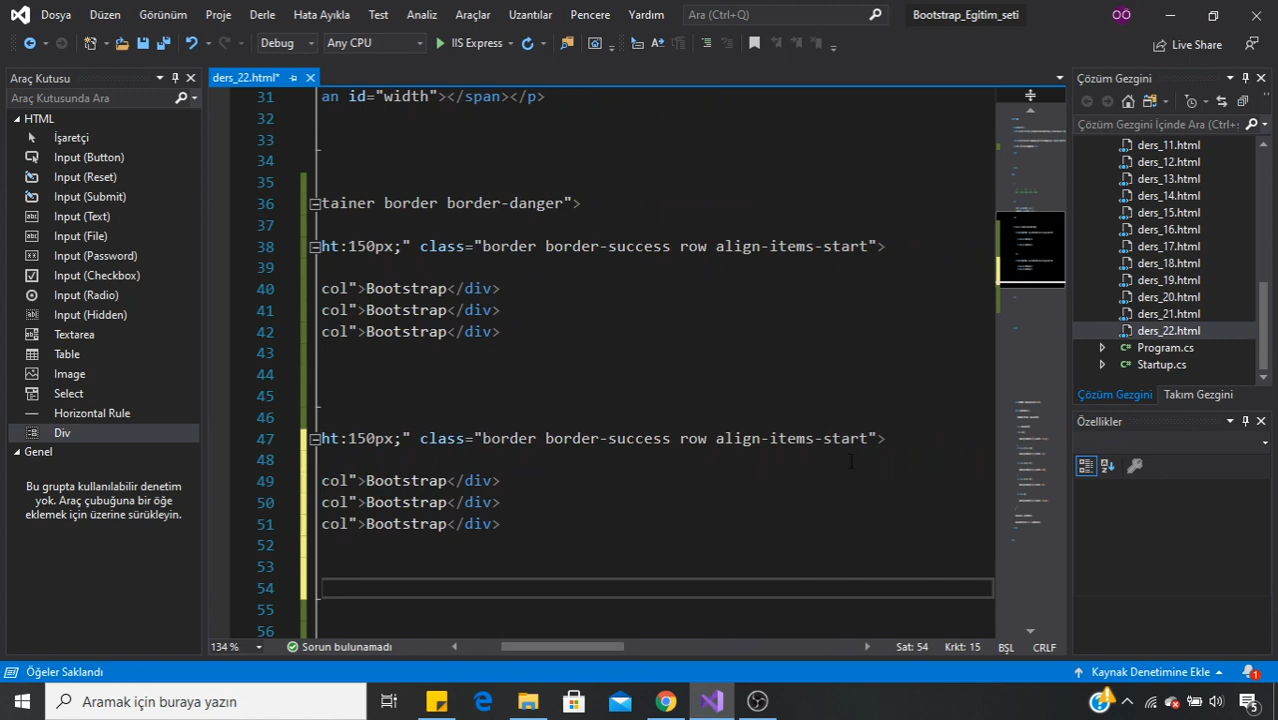 Dosya Düzen Görünüm Proje Derle Hata Ayıkla Test Analiz Araçlar Uzantılar Pencere Yardım Ara (Ctrl+Q) Bootstrap_Egitim_seti OÖ
Debug Any CPU IIS Express Live Share
Araç Kutusu
Araç Kutusunda Ara
HTML
İşaretçi
Input (Button)
Input (Reset)
Input (Submit)
Input (Text)
Input (File)
Input (Password)
Input (Checkbox)
Input (Radio)
Input (Hidden)
Textarea
Table
Image
Select
Horizontal Rule
Div
Genel
Bu grupta kullanılabilir denetim
yok. Araç çubuğuna bir öğe
eklemek için üzerine sürükleyin.
ders_22.html*
31 an id="width"></span></p>
32
33
34
35
36 tainer border border-danger">
37
38 ht:150px;" class="border border-success row align-items-start">
39
40 col">Bootstrap</div>
41 col">Bootstrap</div>
42 col">Bootstrap</div>
43
44
45
46
47 ht:150px;" class="border border-success row align-items-start">
48
49 col">Bootstrap</div>
50 col">Bootstrap</div>
51 col">Bootstrap</div>
52
53
54
55
56
134 % Sorun bulunamadı Sat: 54 Krkt: 15 BŞL CRLF
Çözüm Gezgini
Çözüm Gezgini İçinde Ara (Ctrl+ş
ders_11.html
ders_12.html
ders_13.html
ders_14.html
ders_15.html
ders_16.html
ders_17.html
ders_18.html
ders_19.html
ders_20.html
ders_21.html
ders_22.html
C# Program.cs
C# Startup.cs
Çözüm Gezgini Takım Gezgini
Özellikler
Öğeler Saklandı Kaynak Denetimine Ekle 1
Aramak için buraya yazın 5